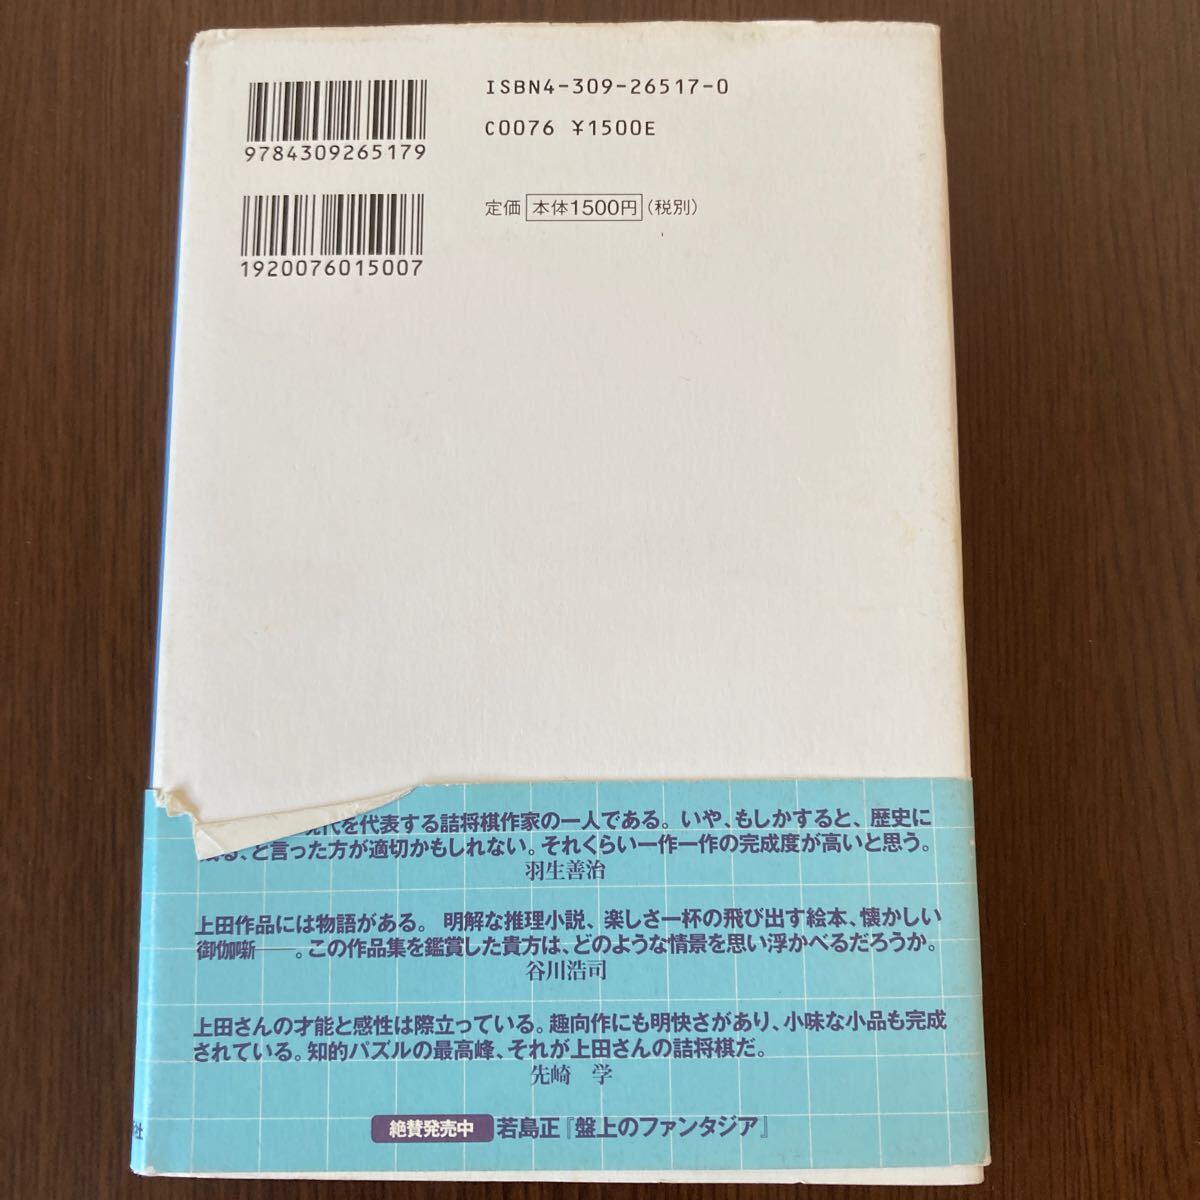 ISBN4-309-26517-0
C0076 ¥1500E
9784309265179
定価 本体1500円 (税別)
1920076015007
代を代表する詰将棋作家の一人である。いや、もしかすると、歴史に
る、と言った方が適切かもしれない。それくらい一作一作の完成度が高いと思う。
羽生善治
上田作品には物語がある。 明解な推理小説、楽しさ一杯の飛び出す絵本、懐かしい
御伽噺――。この作品集を鑑賞した貴方は、どのような情景を思い浮かべるだろうか。
谷川浩司
上田さんの才能と感性は際立っている。趣向作にも明快さがあり、小味な小品も完成
されている。知的パズルの最高峰、それが上田さんの詰将棋だ。
先崎 学
絶賛発売中 若島正『盤上のファンタジア』
社